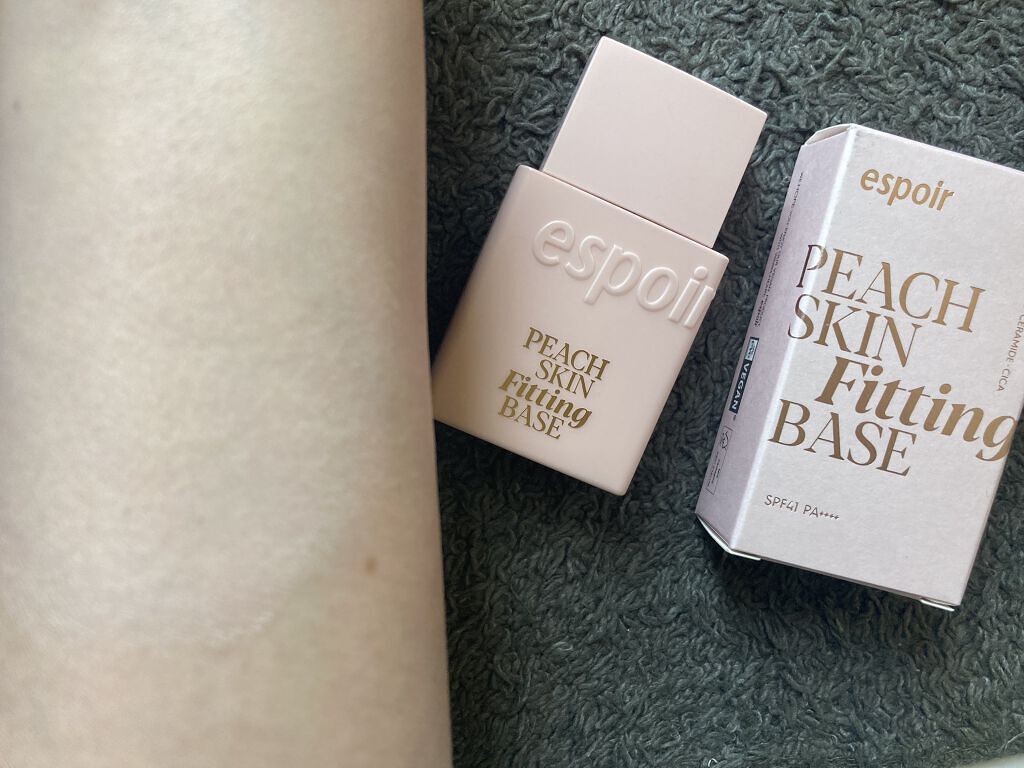 espoir
PEACH
SKIN
Fitting
BASE
espoir
PEACH
SKIN
Fitting
BASE
SPF41 PA++++
CERAMIDE · CICA
VEGAN